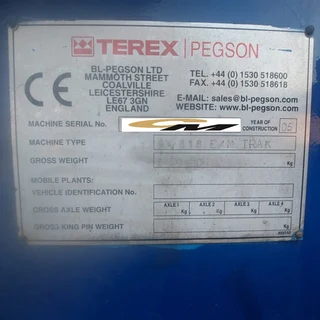 TEREX PEGSON
BL-PEGSON LTD
MAMMOTH STREET
COALVILLE
LEICESTERSHIRE
LE67 3GN
ENGLAND
CE
TEL. +44 (0) 1530 518600
FAX. +44 (0) 1530 518618
E-MAIL: sales@bl-pegson.com
WEBSITE: www.bl-pegson.com
MACHINE SERIAL No. GM YEAR OF CONSTRUCTION 05
MACHINE TYPE TRAK
GROSS WEIGHT Kg
MOBILE PLANTS:
VEHICLE IDENTIFICATION No.
AXLE 1 AXLE 2 AXLE 3 AXLE 4
GROSS AXLE WEIGHT Kg Kg Kg Kg
GROSS KING PIN WEIGHT Kg